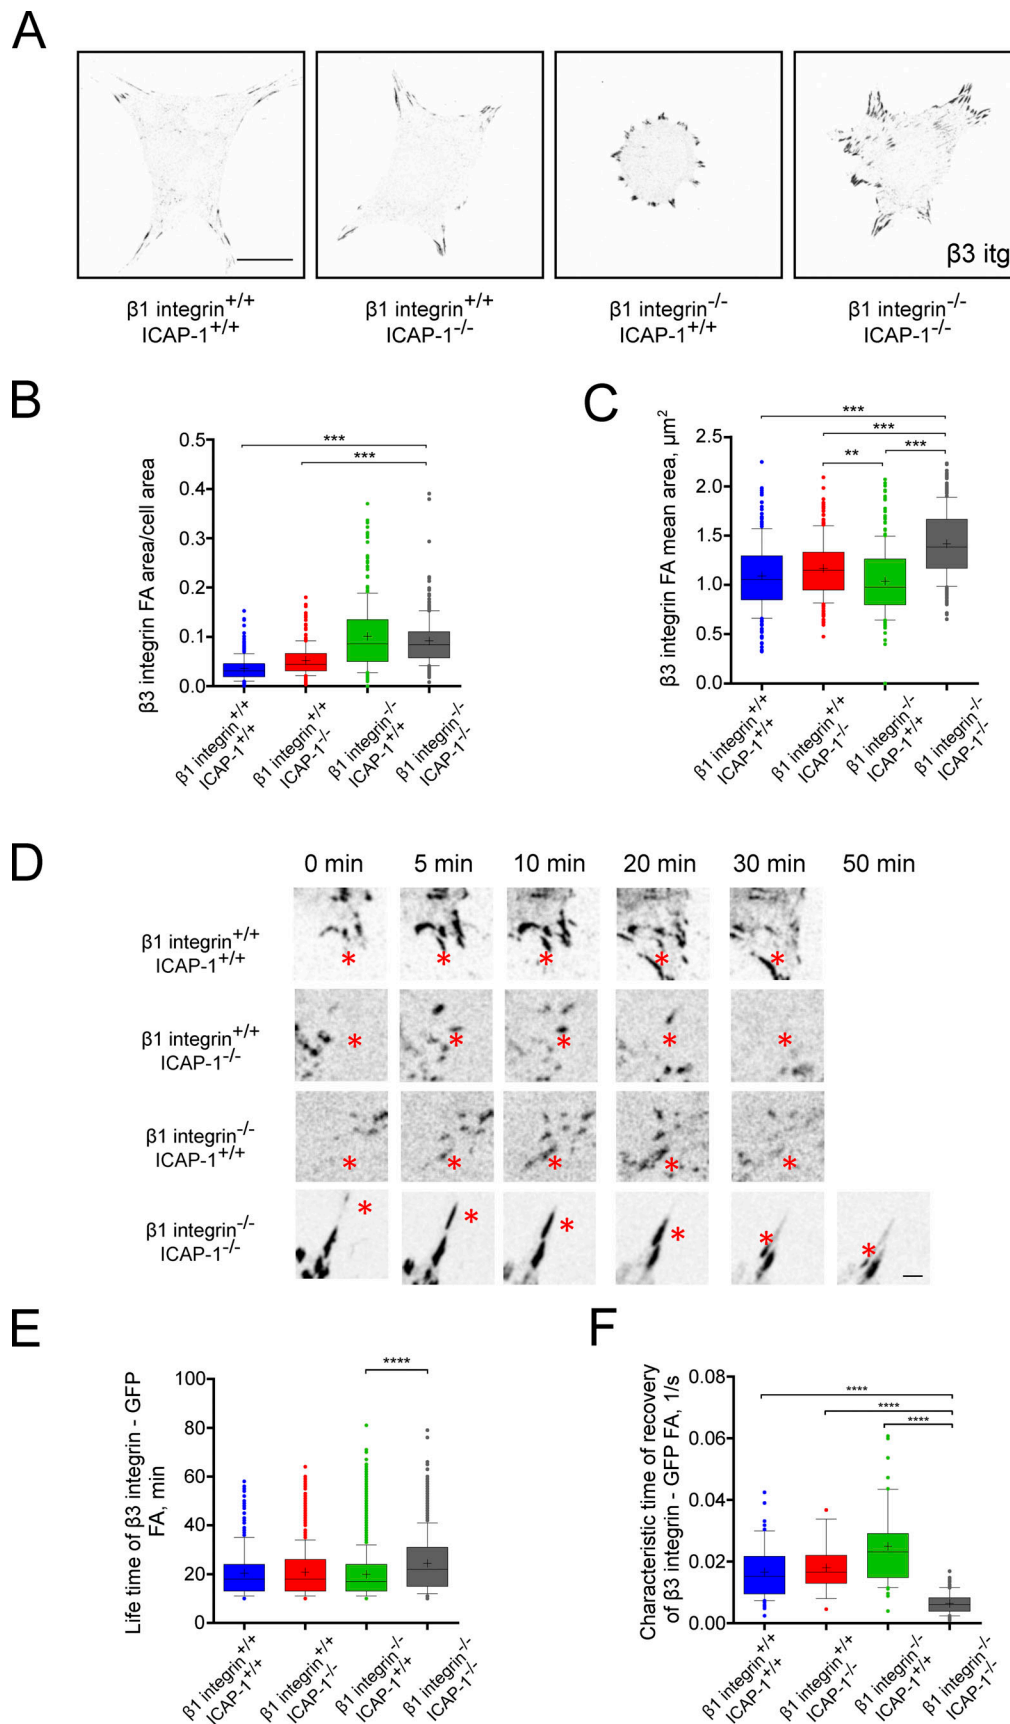 A
β3 itg
β1 integrin+/+
ICAP-1+/+
β1 integrin+/+
ICAP-1-/-
β1 integrin-/-
ICAP-1+/+
β1 integrin-/-
ICAP-1-/-
B
β3 integrin FA area/cell area
0.5
0.4
0.3
0.2
0.1
0.0
***
***
β1 integrin+/+
ICAP-1+/+
β1 integrin+/+
ICAP-1-/-
β1 integrin-/-
ICAP-1+/+
β1 integrin-/-
ICAP-1-/-
C
β3 integrin FA mean area, µm²
2.5
2.0
1.5
1.0
0.5
0.0
***
***
** ***
β1 integrin+/+
ICAP-1+/+
β1 integrin+/+
ICAP-1-/-
β1 integrin-/-
ICAP-1+/+
β1 integrin-/-
ICAP-1-/-
D
0 min 5 min 10 min 20 min 30 min 50 min
β1 integrin+/+
ICAP-1+/+
* * * * *
β1 integrin+/+
ICAP-1-/-
* * * * *
β1 integrin-/-
ICAP-1+/+
* * * * *
β1 integrin-/-
ICAP-1-/-
* * * * * *
E
Life time of β3 integrin - GFP
FA, min
100
80
60
40
20
0
****
β1 integrin+/+
ICAP-1+/+
β1 integrin+/+
ICAP-1-/-
β1 integrin-/-
ICAP-1+/+
β1 integrin-/-
ICAP-1-/-
F
Characteristic time of recovery
of β3 integrin - GFP FA, 1/s
0.08
0.06
0.04
0.02
0.00
****
****
****
β1 integrin+/+
ICAP-1+/+
β1 integrin+/+
ICAP-1-/-
β1 integrin-/-
ICAP-1+/+
β1 integrin-/-
ICAP-1-/-